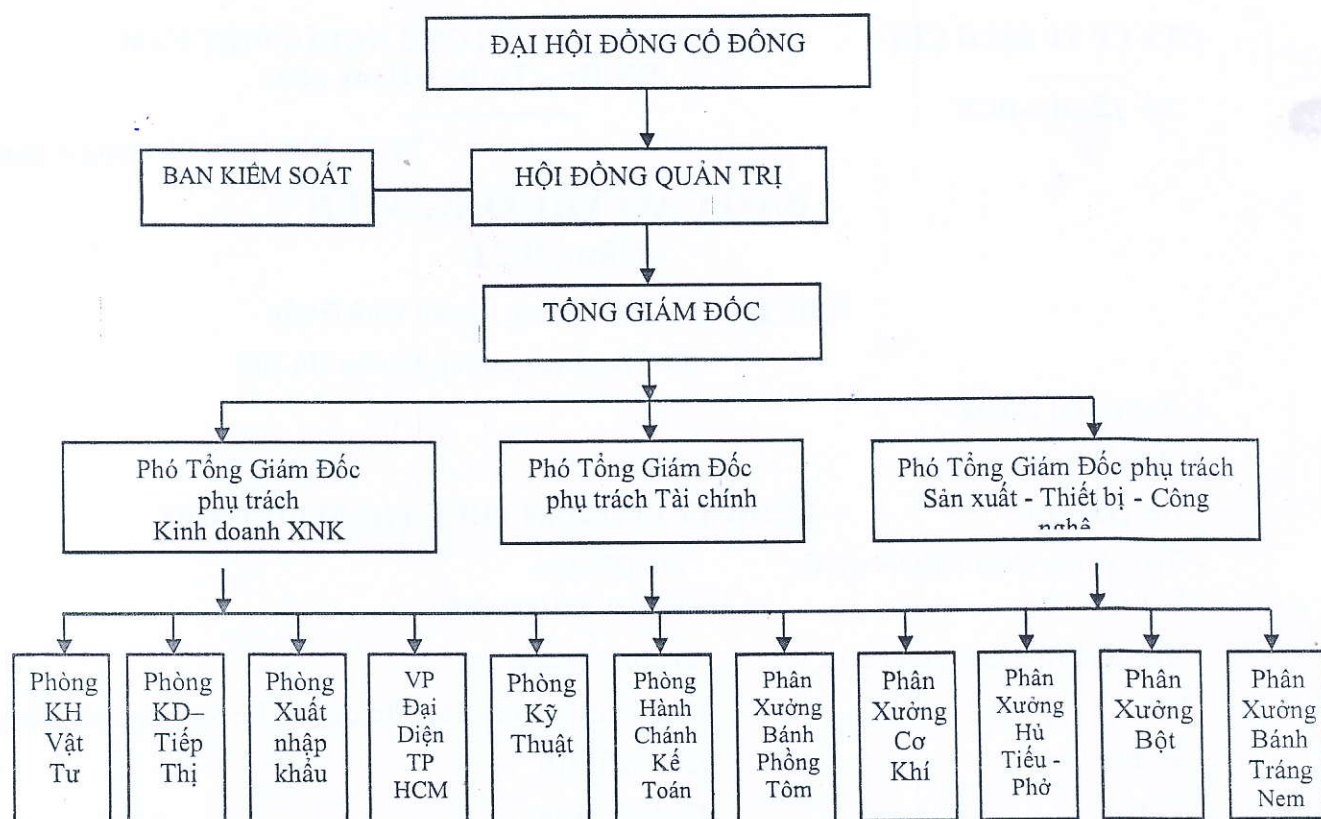 ĐẠI HỘI ĐỒNG CỔ ĐÔNG
BAN KIỂM SOÁT
HỘI ĐỒNG QUẢN TRỊ
TỔNG GIÁM ĐỐC
Phó Tổng Giám Đốc
phụ trách
Kinh doanh XNK
Phó Tổng Giám Đốc
phụ trách Tài chính
Phó Tổng Giám Đốc phụ trách
Sản xuất - Thiết bị - Công
nghệ
Phòng
KH
Vật
Tư
Phòng
KD–
Tiếp
Thị
Phòng
Xuất
nhập
khẩu
VP
Đại
Diện
TP
HCM
Phòng
Kỹ
Thuật
Phòng
Hành
Chánh
Kế
Toán
Phân
Xưởng
Bánh
Phồng
Tôm
Phân
Xưởng
Cơ
Khí
Phân
Xưởng
Hủ
Tiếu -
Phở
Phân
Xưởng
Bột
Phân
Xưởng
Bánh
Tráng
Nem